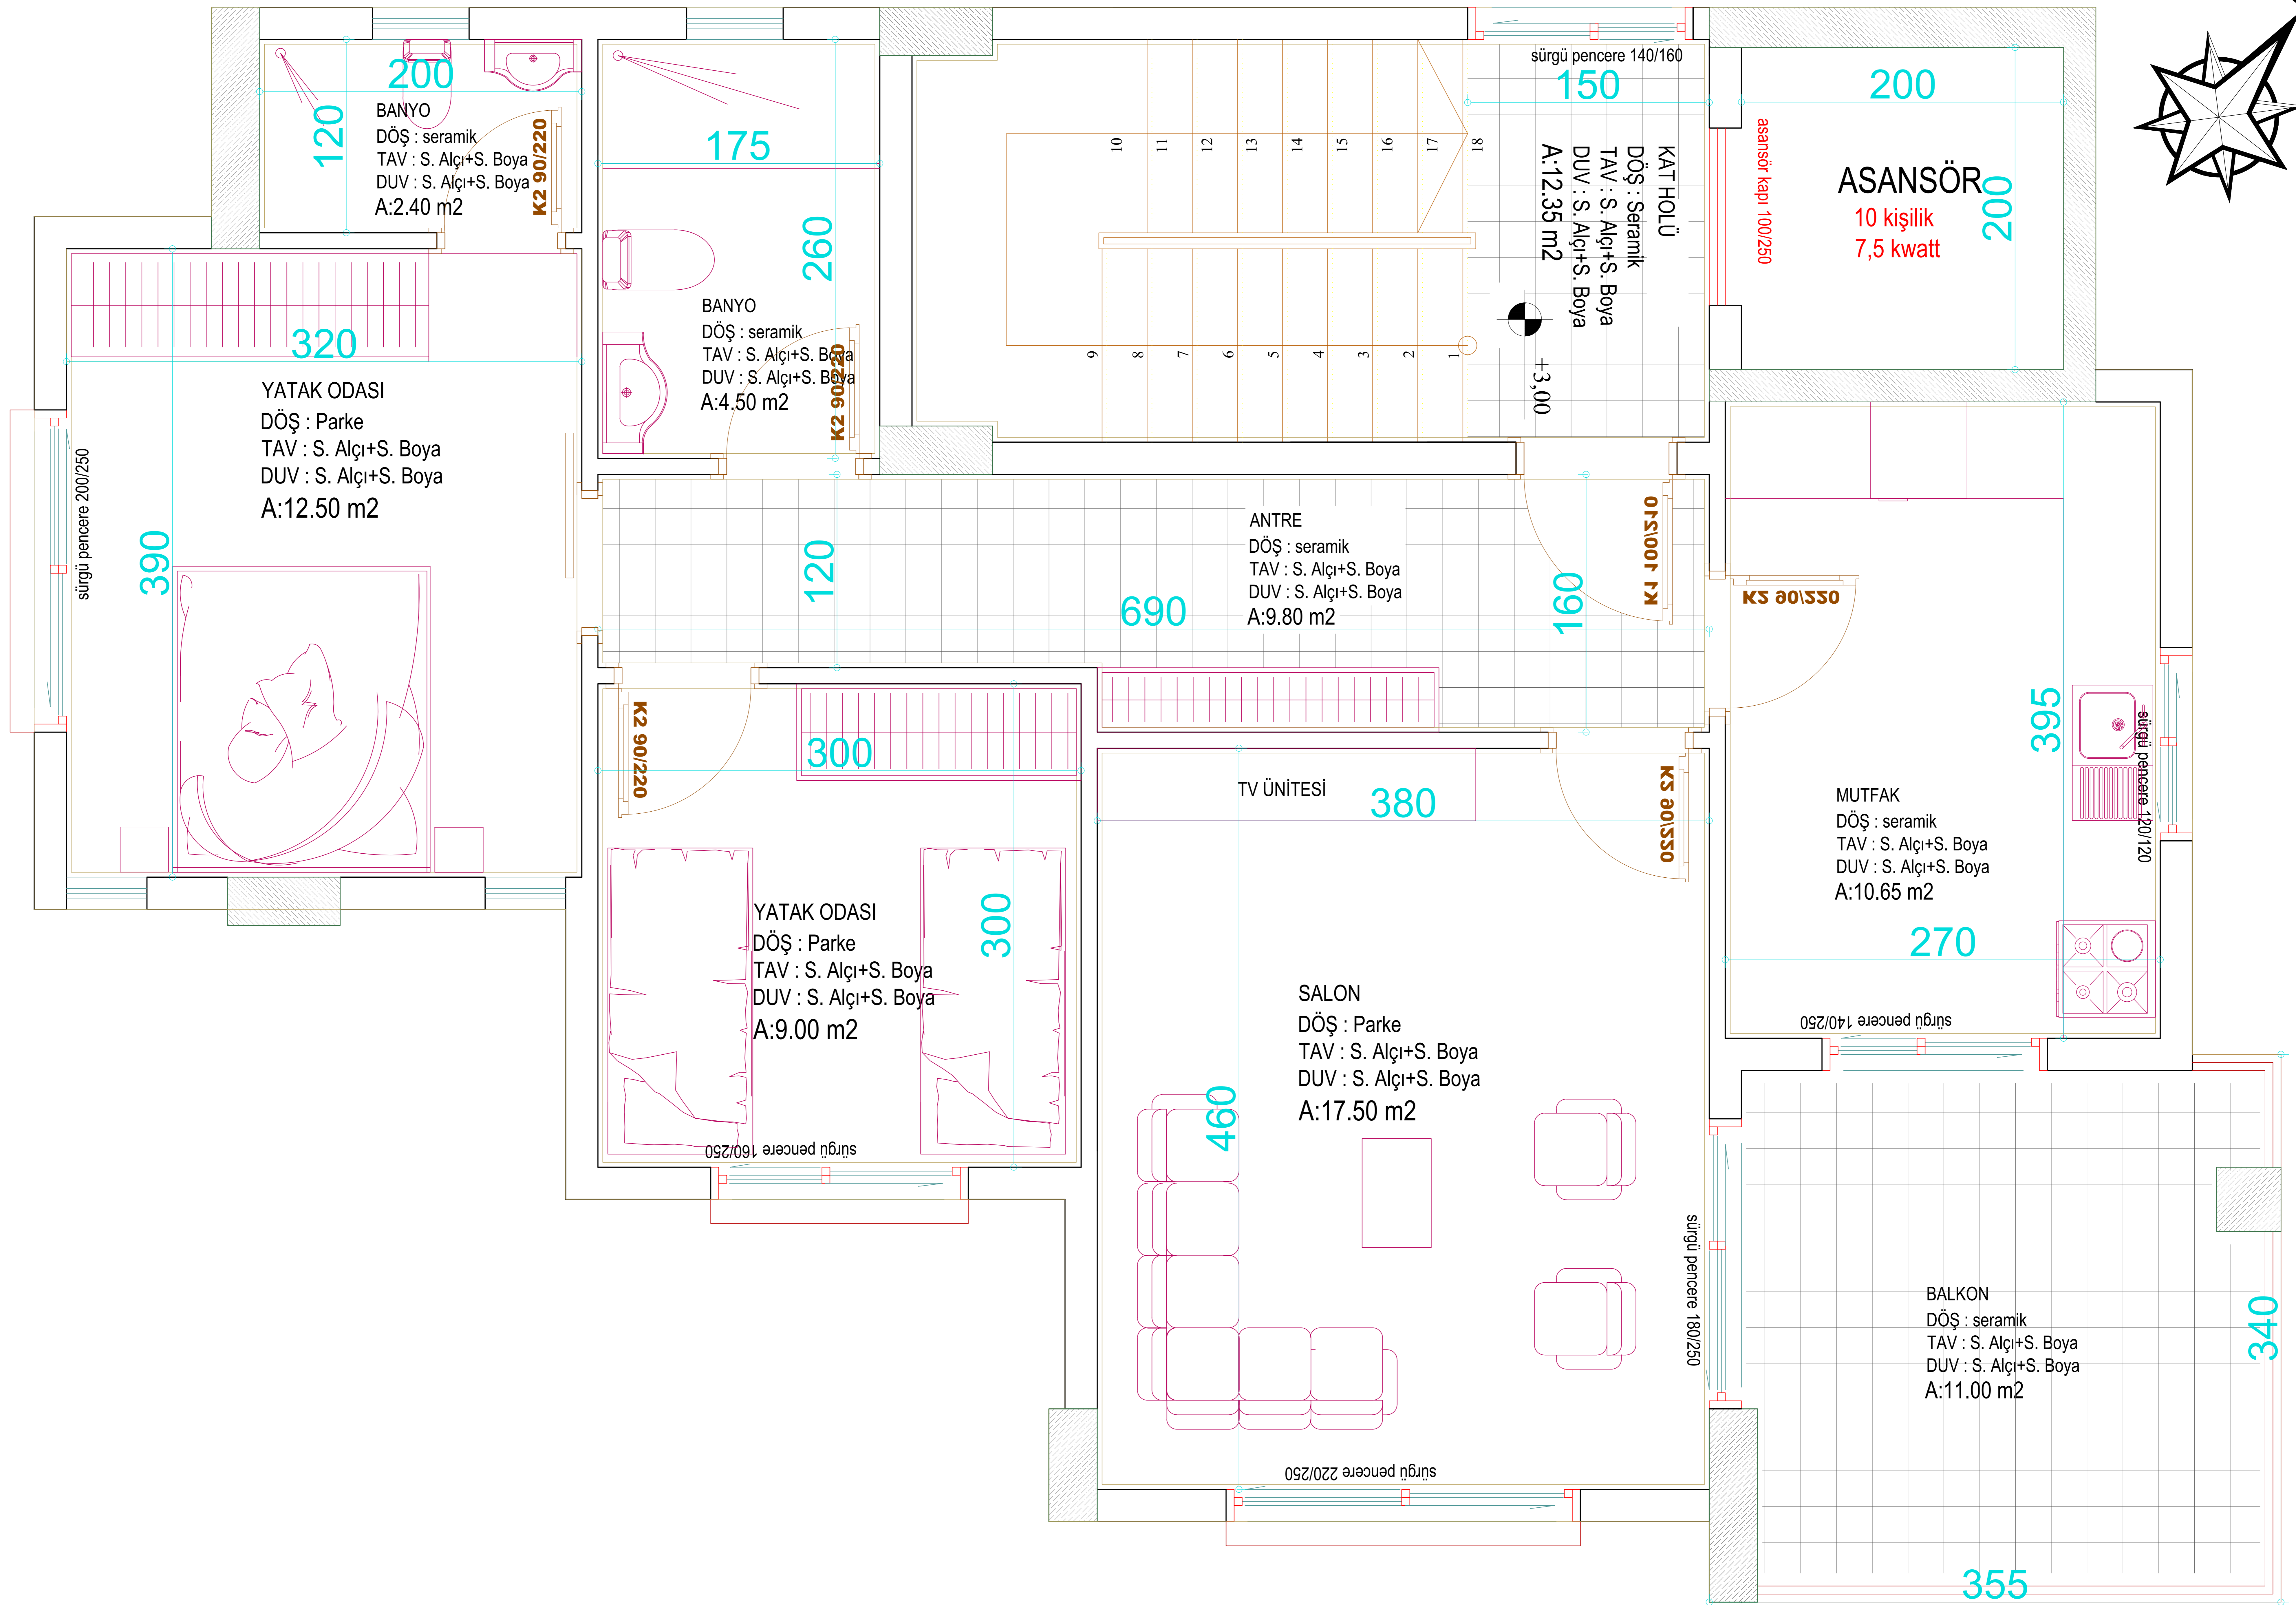 200
120
BANYO
DÖŞ : seramik
TAV : S. Alçı+S. Boya
DUV : S. Alçı+S. Boya
A:2.40 m2
K2 90/220
175
260
BANYO
DÖŞ : seramik
TAV : S. Alçı+S. Boya
DUV : S. Alçı+S. Boya
A:4.50 m2
K2 90220
10
11
12
13
14
15
16
17
18
9
8
7
6
5
4
3
2
1
sürgü pencere 140/160
150
KAT HOLÜ
DÖŞ : Seramik
TAV : S. Alçı+S. Boya
DUV : S. Alçı+S. Boya
A:12.35 m2
+3,00
asansör kapı 100/250
200
ASANSÖR
10 kişilik
7,5 kwatt
200
320
YATAK ODASI
DÖŞ : Parke
TAV : S. Alçı+S. Boya
DUV : S. Alçı+S. Boya
A:12.50 m2
sürgü pencere 200/250
390
120
690
ANTRE
DÖŞ : seramik
TAV : S. Alçı+S. Boya
DUV : S. Alçı+S. Boya
A:9.80 m2
160
K1 100/210
K2 90/220
395
sürgü pencere 120/120
MUTFAK
DÖŞ : seramik
TAV : S. Alçı+S. Boya
DUV : S. Alçı+S. Boya
A:10.65 m2
270
sürgü pencere 140/250
K2 90/220
300
300
YATAK ODASI
DÖŞ : Parke
TAV : S. Alçı+S. Boya
DUV : S. Alçı+S. Boya
A:9.00 m2
sürgü pencere 160/250
TV ÜNİTESİ
380
K2 90/220
SALON
DÖŞ : Parke
TAV : S. Alçı+S. Boya
DUV : S. Alçı+S. Boya
A:17.50 m2
460
sürgü pencere 220/250
sürgü pencere 180/250
BALKON
DÖŞ : seramik
TAV : S. Alçı+S. Boya
DUV : S. Alçı+S. Boya
A:11.00 m2
340
355